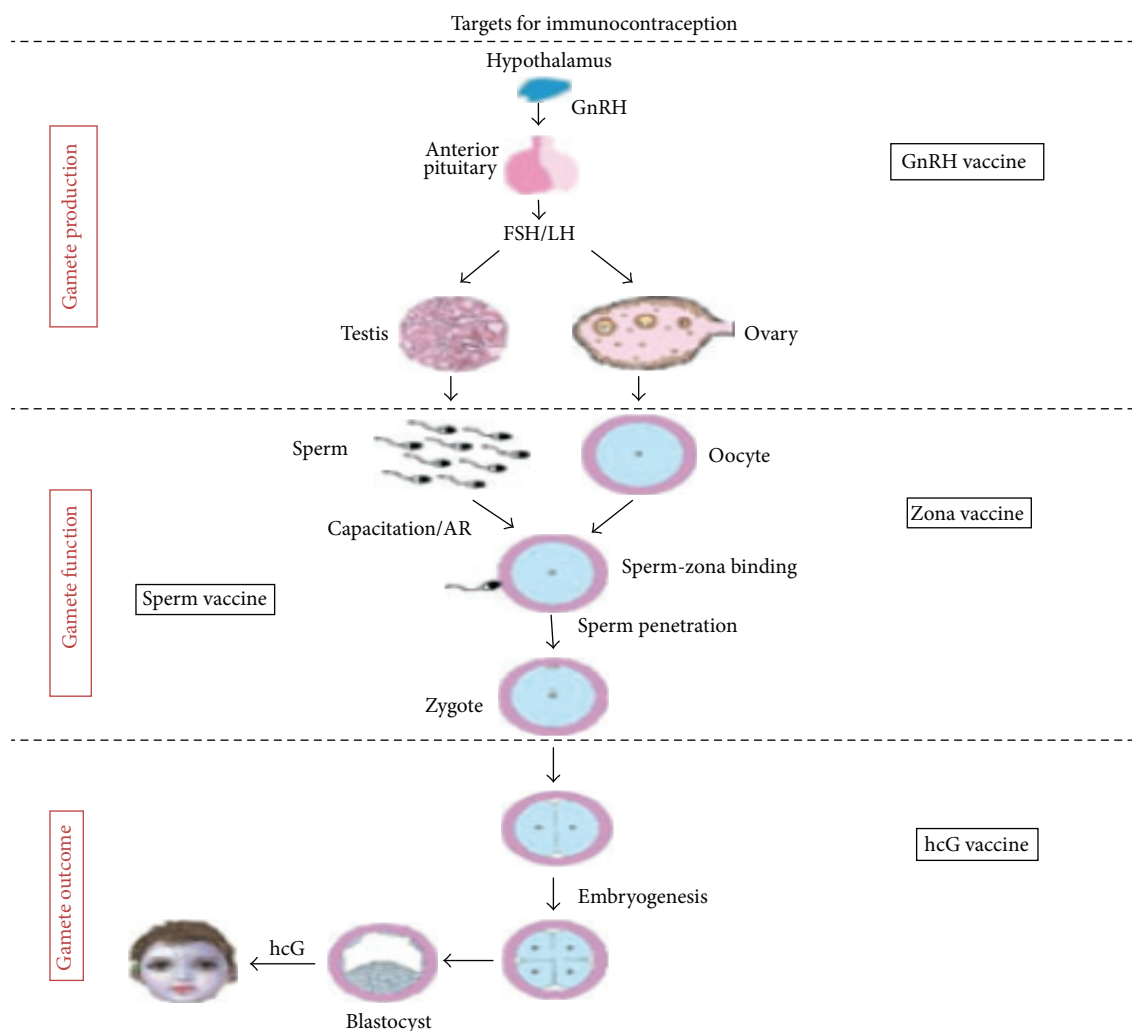 Targets for immunocontraception
Hypothalamus
GnRH
Anterior
pituitary
GnRH vaccine
Gamete production
FSH/LH
Testis
Ovary
Sperm
Oocyte
Capacitation/AR
Zona vaccine
Gamete function
Sperm-zona binding
Sperm vaccine
Sperm penetration
Zygote
hcG vaccine
Gamete outcome
Embryogenesis
hcG
Blastocyst